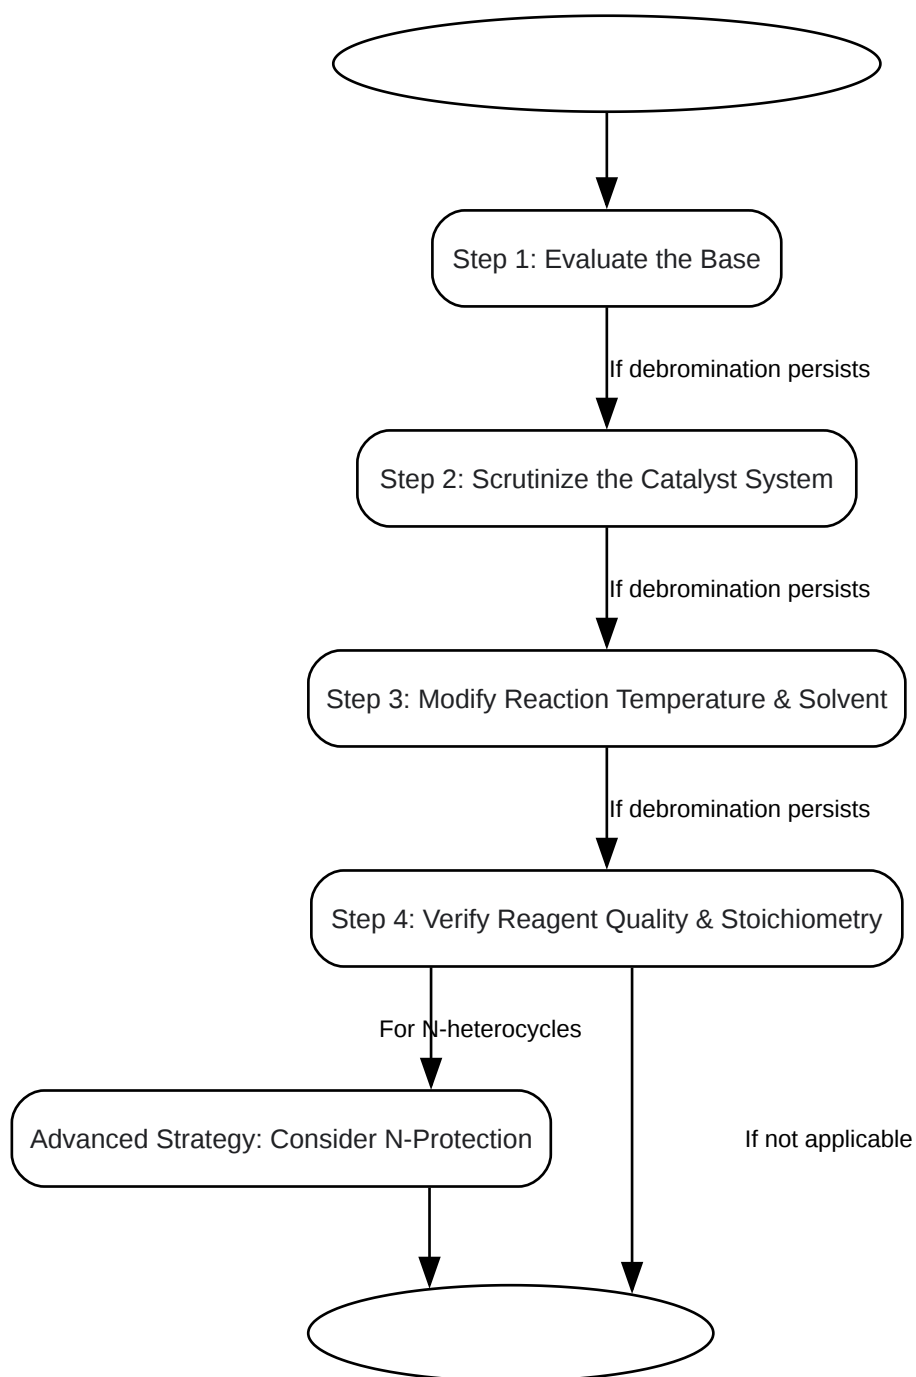 Step 1: Evaluate the Base
If debromination persists
Step 2: Scrutinize the Catalyst System
If debromination persists
Step 3: Modify Reaction Temperature & Solvent
If debromination persists
Step 4: Verify Reagent Quality & Stoichiometry
For N-heterocycles
Advanced Strategy: Consider N-Protection
If not applicable